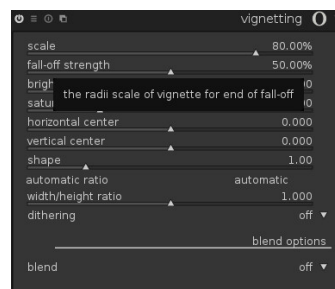 vignetting
scale 80.00%
fall-off strength 50.00%
brigh
the radii scale of vignette for end of fall-off
horizontal center 0.000
vertical center 0.000
shape 1.00
automatic ratio automatic
width/height ratio 1.000
dithering off
blend options
blend off